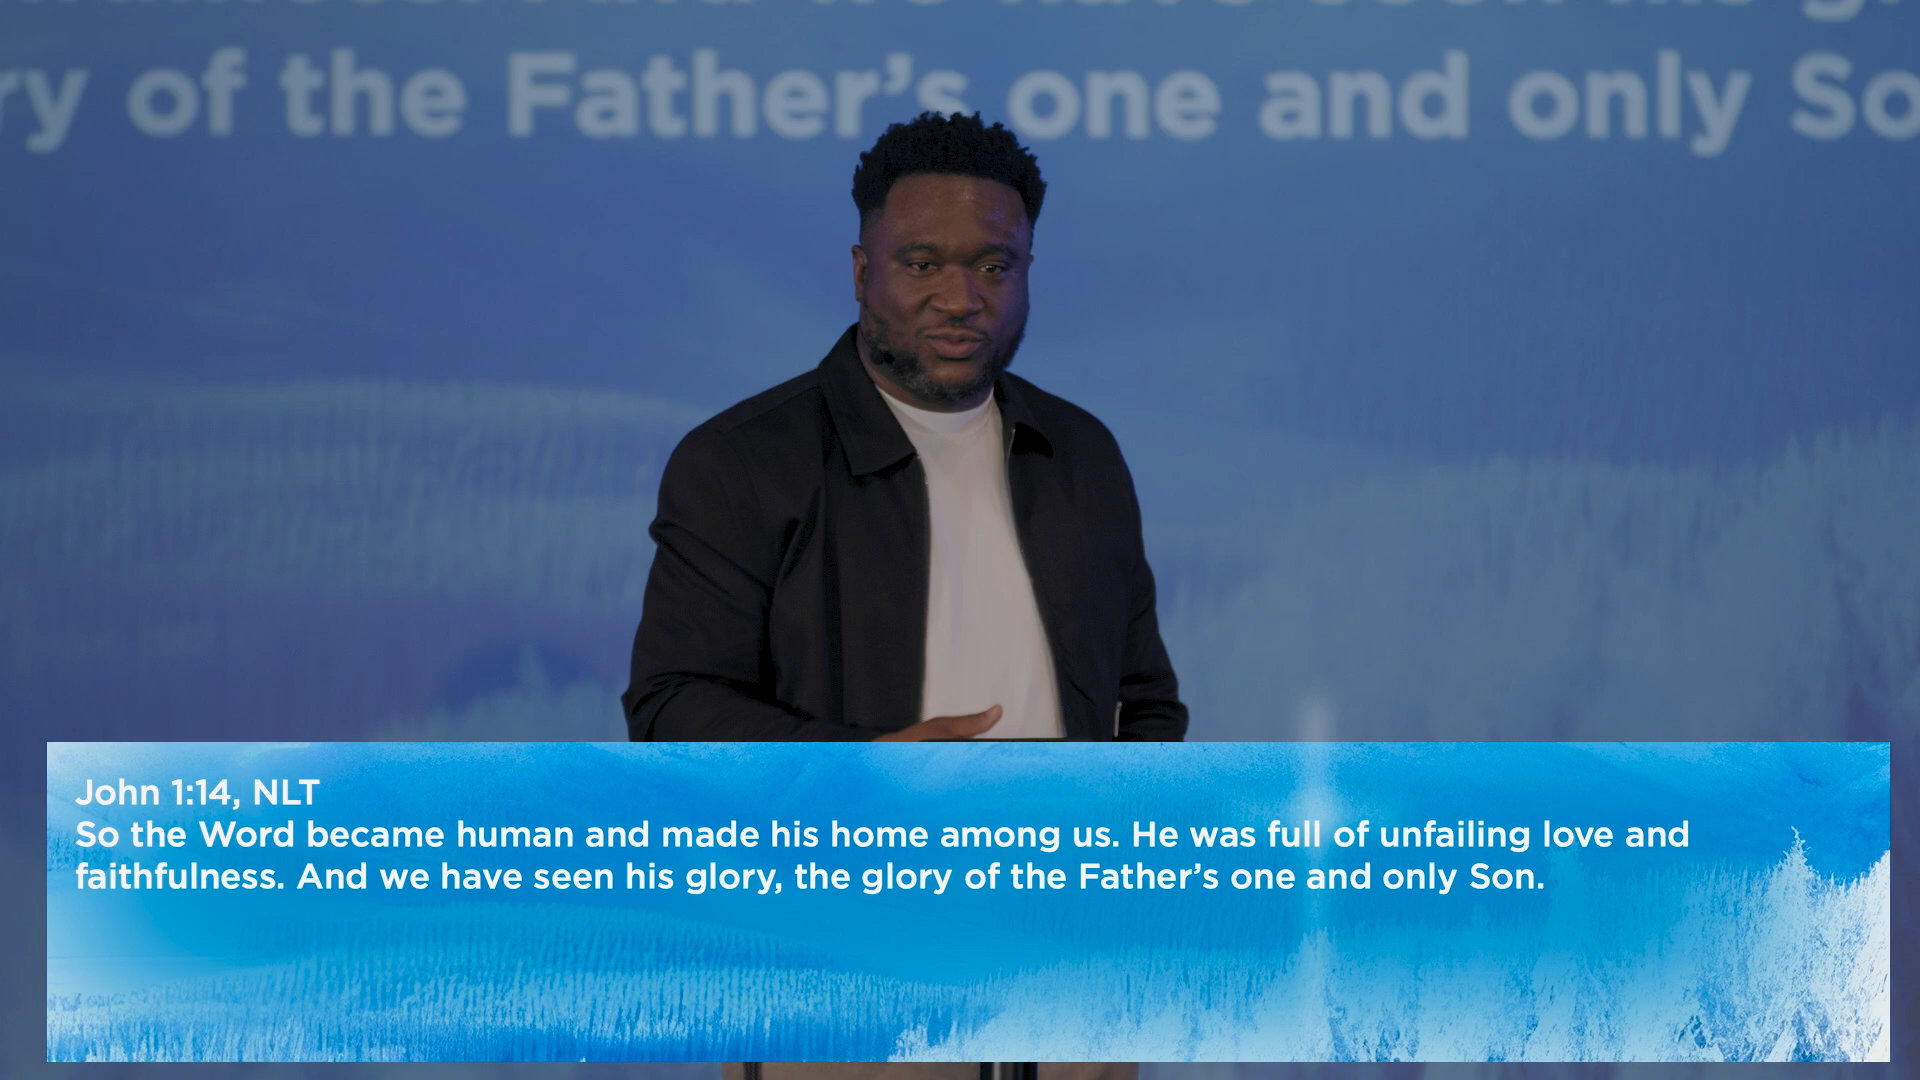 ry of the Father's one and only So
John 1:14, NLT
So the Word became human and made his home among us. He was full of unfailing love and
faithfulness. And we have seen his glory, the glory of the Father's one and only Son.